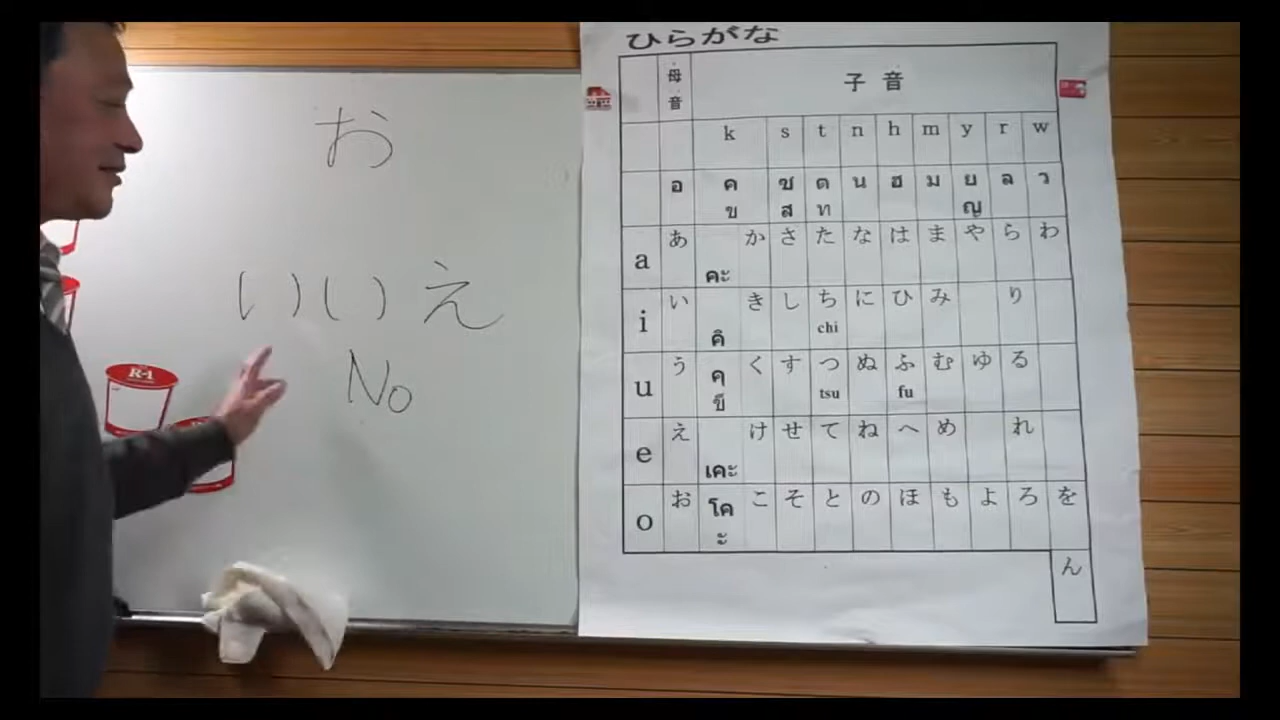 お
いいえ
No
R-1
ひらがな
母音 子音
k s t n h m y r w
อ ค ข ช ส ด ท น ฮ ม ย ญ ล ว
a あ คะ か さ た な は ま や ら わ
i い คิ き し ち chi に ひ み り
u う คุ ขึ く す つ tsu ぬ ふ fu む ゆ る
e え เคะ け せ て ね へ め れ
o お โคะ こ そ と の ほ も よ ろ を
ん